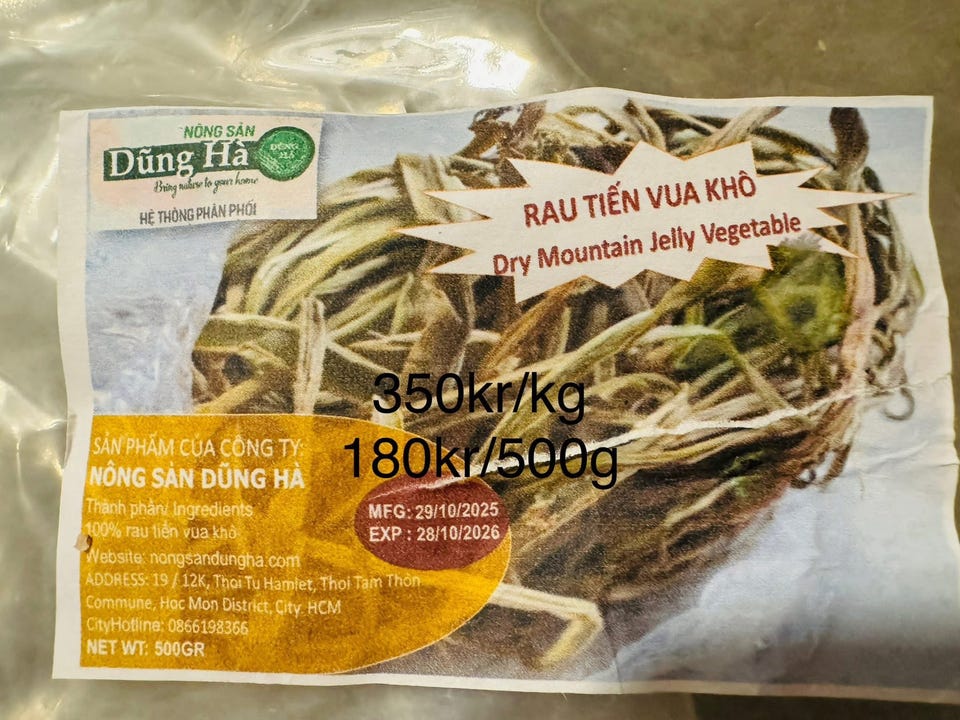 NÔNG SẢN
Dũng Hà
DŨNG HÀ
Bring nature to your home
HỆ THỐNG PHÂN PHỐI
RAU TIẾN VUA KHÔ
Dry Mountain Jelly Vegetable
350kr/kg
180kr/500g
SẢN PHẨM CỦA CÔNG TY:
NÔNG SẢN DŨNG HÀ
Thành phần/ Ingredients
100% rau tiến vua khô
Website: nongsandungha.com
ADDRESS: 19 / 12K, Thoi Tu Hamlet, Thoi Tam Thôn
Commune, Hoc Mon District, City. HCM
CityHotline: 0866198366
NET WT: 500GR
MFG: 29/10/2025
EXP : 28/10/2026